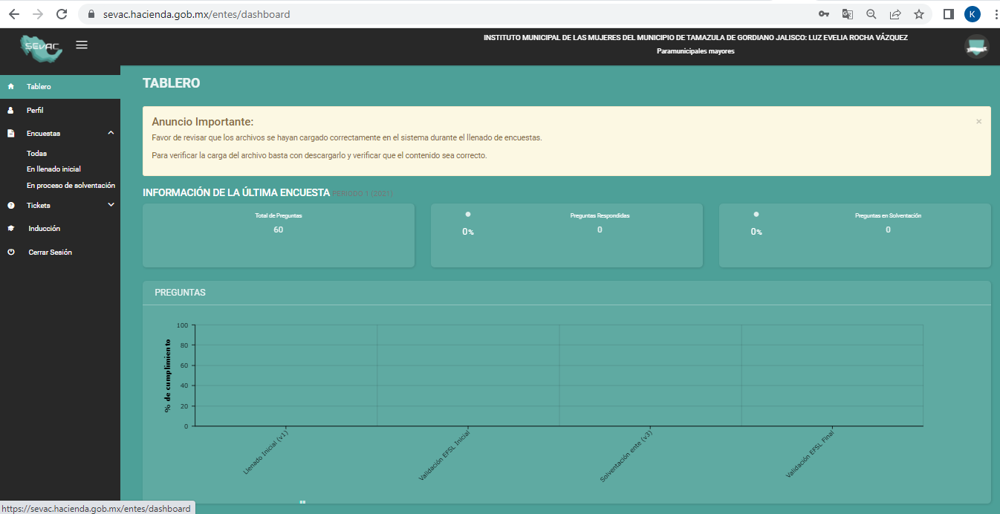 sevac.hacienda.gob.mx/entes/dashboard
K
SEVAC
INSTITUTO MUNICIPAL DE LAS MUJERES DEL MUNICIPIO DE TAMAZULA DE GORDIANO JALISCO: LUZ EVELIA ROCHA VÁZQUEZ
Paramunicipales mayores
Tablero
Perfil
Encuestas
Todas
En llenado inicial
En proceso de solventación
Tickets
Inducción
Cerrar Sesión
TABLERO
Anuncio Importante:
×
Favor de revisar que los archivos se hayan cargado correctamente en el sistema durante el llenado de encuestas.
Para verificar la carga del archivo basta con descargarlo y verificar que el contenido sea correcto.
INFORMACIÓN DE LA ÚLTIMA ENCUESTA PERIODO 1 (2021)
Total de Preguntas
60
0%
Preguntas Respondidas
0
0%
Preguntas en Solventación
0
PREGUNTAS
% de cumplimiento
100
80
60
40
20
0
Llenado Inicial (v1)
Validación EFSL Inicial
Solventación ente (v3)
Validación EFSL Final
https://sevac.hacienda.gob.mx/entes/dashboard